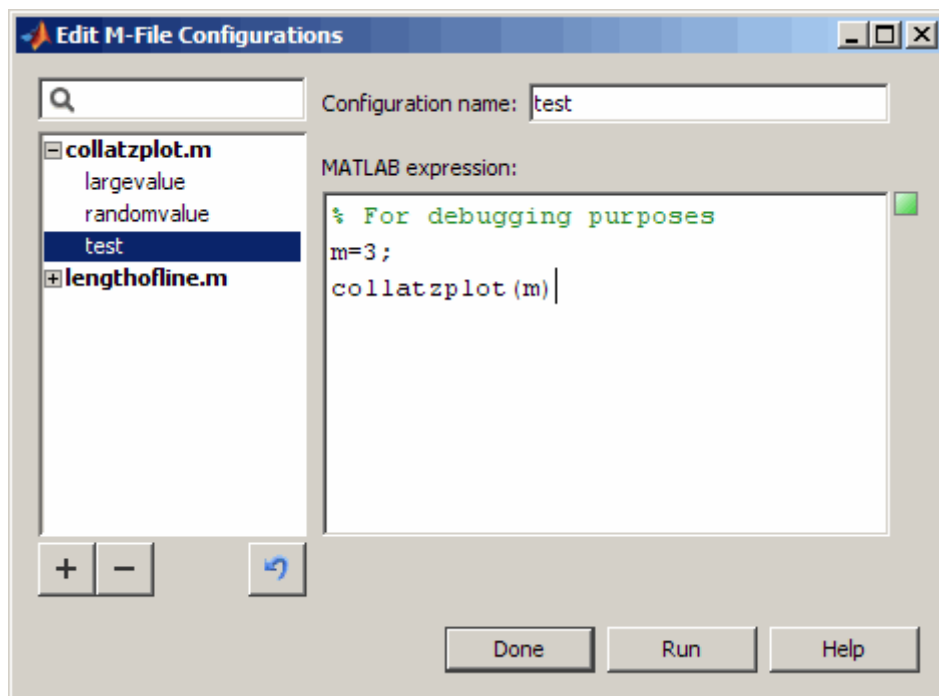 Edit M-File Configurations
Configuration name: test
collatzplot.m
largevalue
randomvalue
test
lengthofline.m
MATLAB expression:
% For debugging purposes
m=3;
collatzplot(m)
Done Run Help